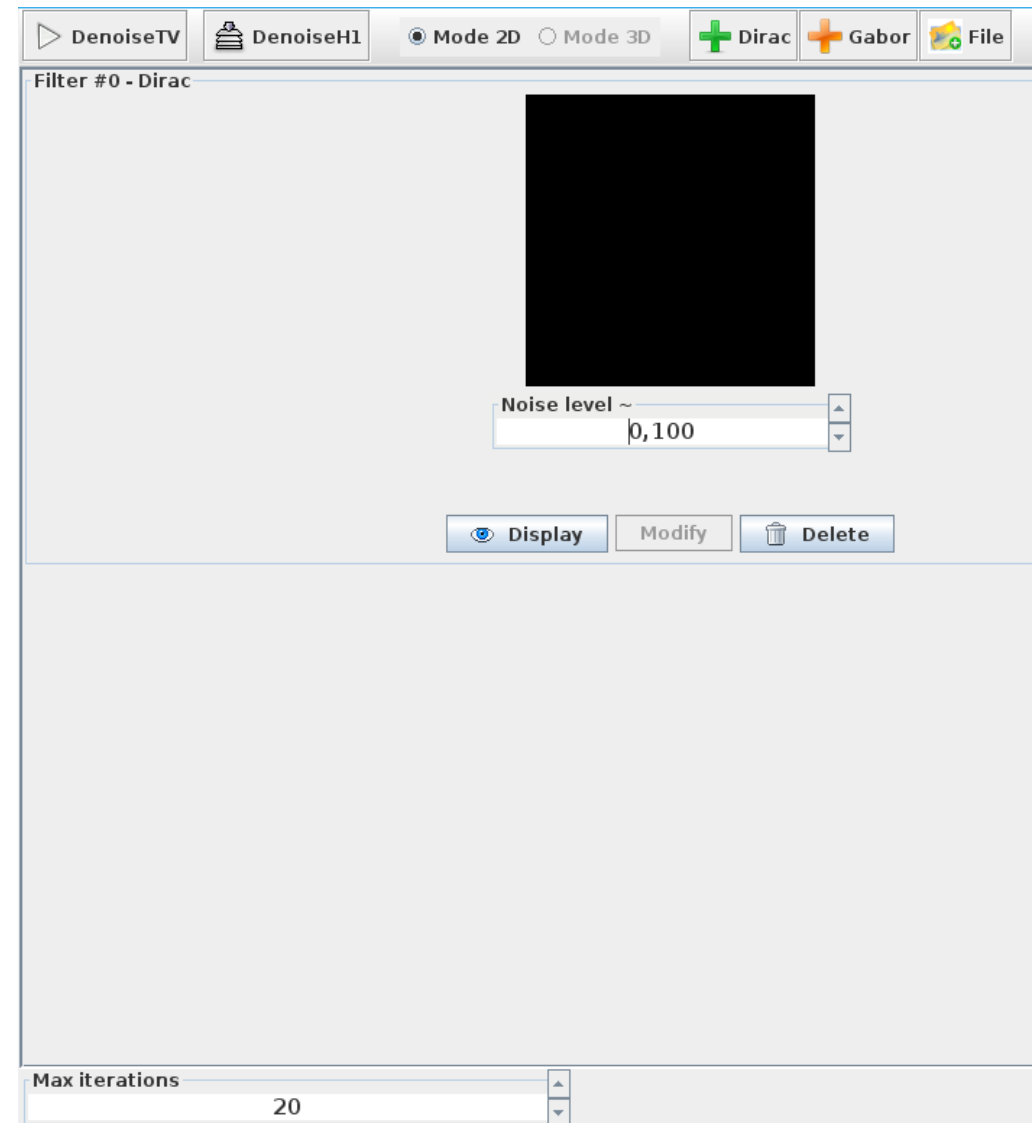 DenoiseTV DenoiseH1 Mode 2D Mode 3D Dirac Gabor File
Filter #0 - Dirac
Noise level ~
0,100
Display Modify Delete
Max iterations
20